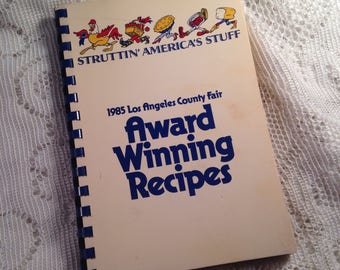 STRUTTIN' AMERICA'S STUFF
1985 Los Angeles County Fair
Award
Winning
Recipes